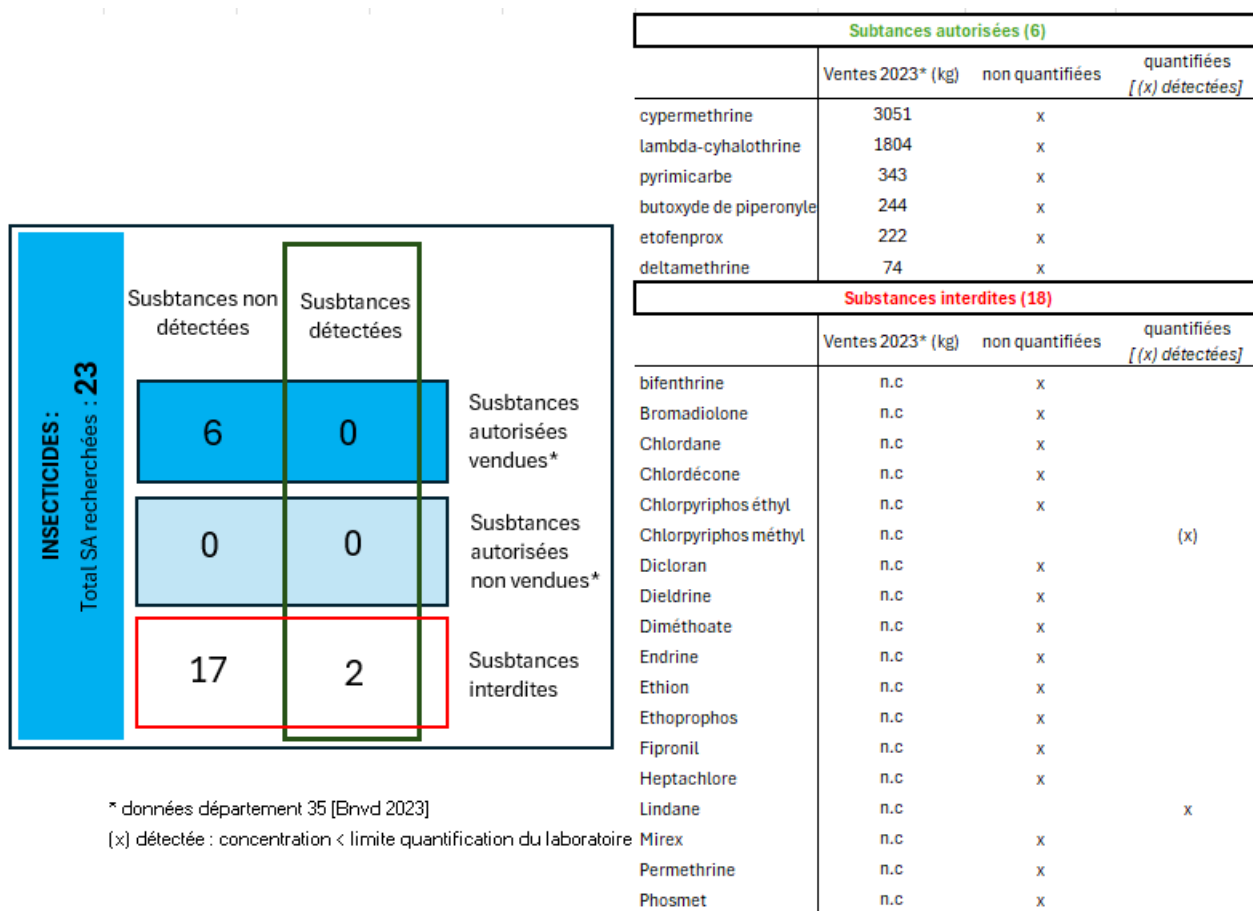 INSECTICIDES :
Total SA recherchées : 23
Susbtances non
détectées
Susbtances
détectées
6 0
Susbtances
autorisées
vendues*
0 0
Susbtances
autorisées
non vendues*
17 2
Susbtances
interdites
* données département 35 [Bnvd 2023]
(x) détectée : concentration < limite quantification du laboratoire
Subtances autorisées (6)
Ventes 2023* (kg) non quantifiées quantifiées
[(x) détectées]
cypermethrine 3051 x
lambda-cyhalothrine 1804 x
pyrimicarbe 343 x
butoxyde de piperonyle 244 x
etofenprox 222 x
deltamethrine 74 x
Substances interdites (18)
Ventes 2023* (kg) non quantifiées quantifiées
[(x) détectées]
bifenthrine n.c x
Bromadiolone n.c x
Chlordane n.c x
Chlordécone n.c x
Chlorpyriphos éthyl n.c x
Chlorpyriphos méthyl n.c (x)
Dicloran n.c x
Dieldrine n.c x
Diméthoate n.c x
Endrine n.c x
Ethion n.c x
Ethoprophos n.c x
Fipronil n.c x
Heptachlore n.c x
Lindane n.c x
Mirex n.c x
Permethrine n.c x
Phosmet n.c x